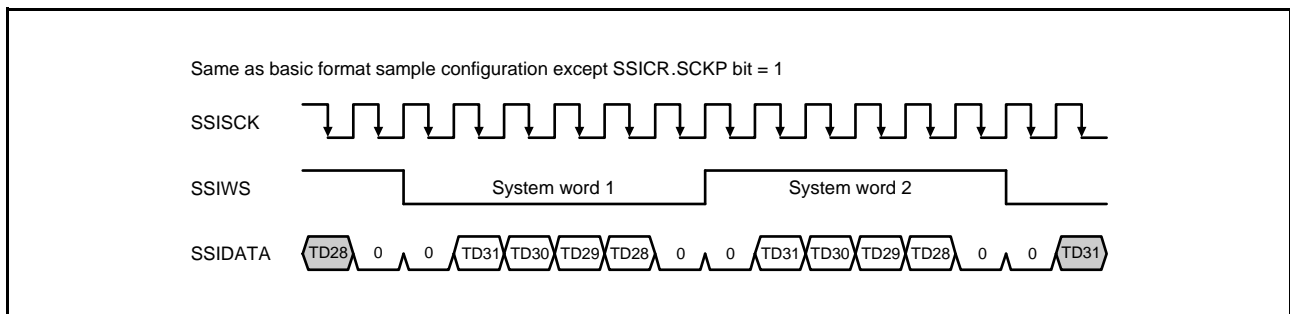 Same as basic format sample configuration except SSICR.SCKP bit = 1
SSISCK
SSIWS System word 1 System word 2
SSIDATA TD28 0 0 TD31 TD30 TD29 TD28 0 0 TD31 TD30 TD29 TD28 0 0 TD31